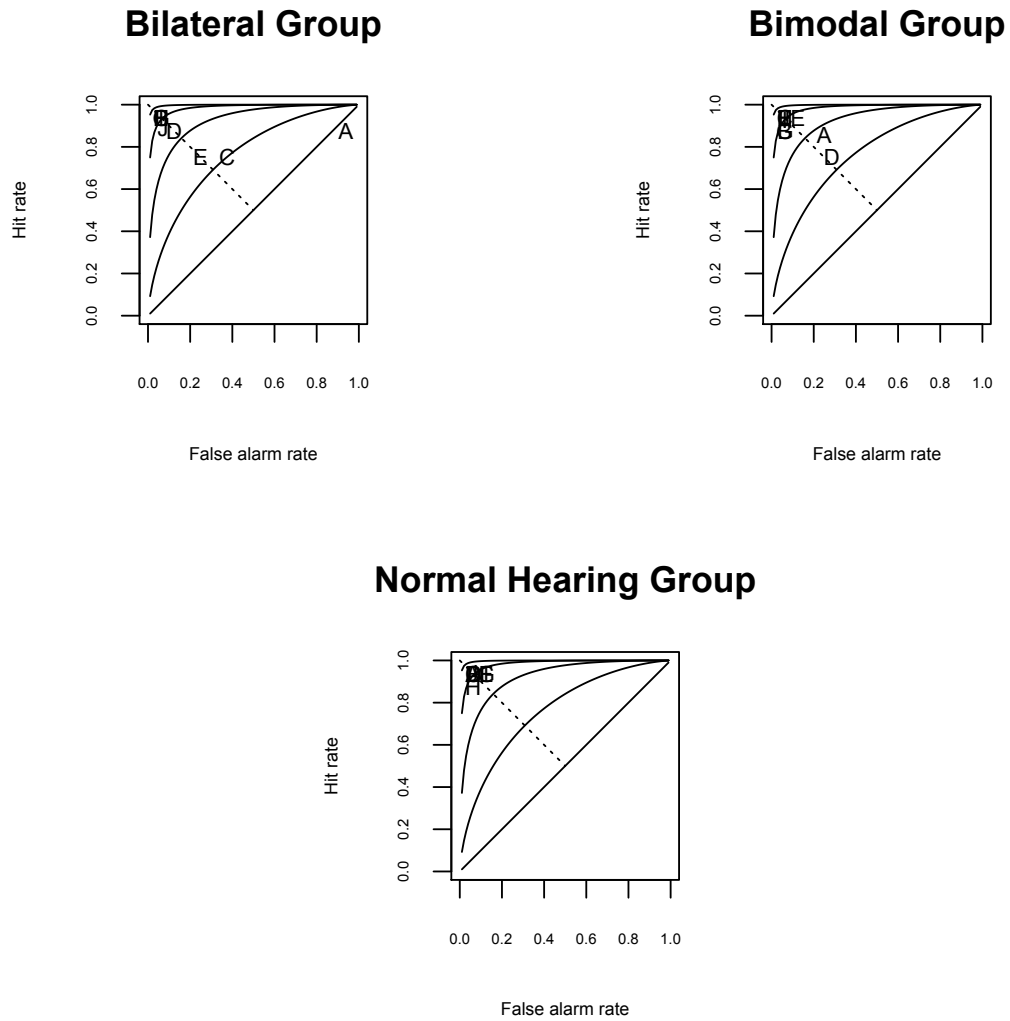 Bilateral Group
Hit rate
1.0
0.8
0.6
0.4
0.2
0.0
J D
E C
A
0.0 0.2 0.4 0.6 0.8 1.0
False alarm rate
Bimodal Group
Hit rate
1.0
0.8
0.6
0.4
0.2
0.0
E
A
D
0.0 0.2 0.4 0.6 0.8 1.0
False alarm rate
Normal Hearing Group
Hit rate
1.0
0.8
0.6
0.4
0.2
0.0
G
H
0.0 0.2 0.4 0.6 0.8 1.0
False alarm rate